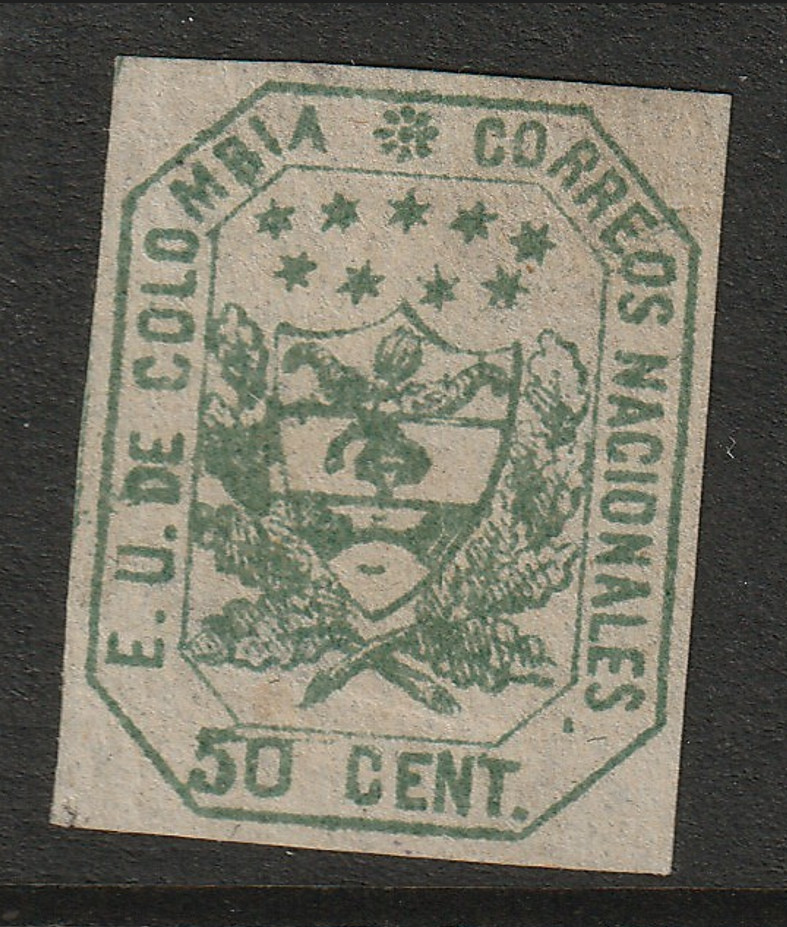 E. U. DE COLOMBIA
CORREOS NACIONALES
50 CENT.